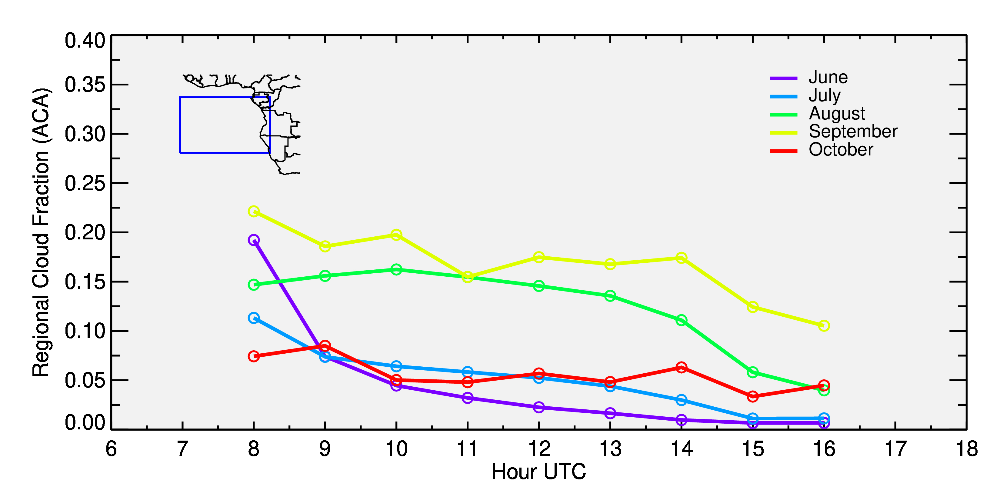 Regional Cloud Fraction (ACA)
0.40
0.35
0.30
0.25
0.20
0.15
0.10
0.05
0.00
June
July
August
September
October
6 7 8 9 10 11 12 13 14 15 16 17 18
Hour UTC